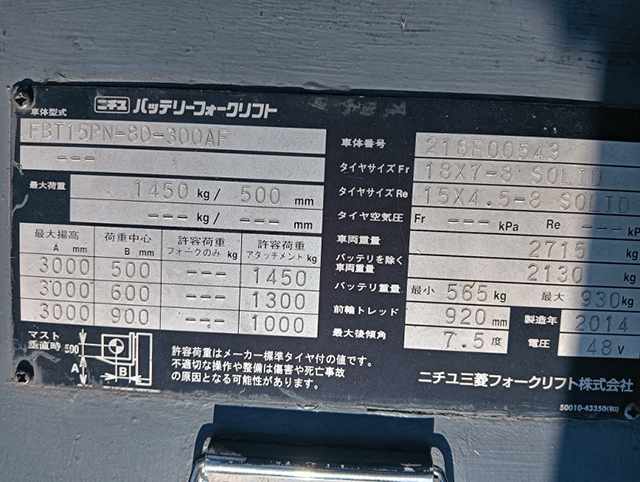 ニチユ バッテリーフォークリフト
車体型式
FBT15PN-80-300AF
---
最大荷重 1450 kg/ 500 mm
--- kg/ --- mm
最大揚高 A mm 荷重中心 B mm 許容荷重 フォークのみ kg 許容荷重 アタッチメント kg
3000 500 --- 1450
3000 600 --- 1300
3000 900 --- 1000
マスト垂直時 500 A B
許容荷重はメーカー標準タイヤ付の値です。
不適切な操作や整備は傷害や死亡事故
の原因となる可能性があります。
車体番号 216E00543
タイヤサイズ Fr 18X7-8 SOLID
タイヤサイズ Re 15X4.5-8 SOLID
タイヤ空気圧 Fr --- kPa Re --- kPa
車両重量 2715
バッテリを除く車両重量 2130
バッテリ重量 最小 565 kg 最大 930 kg
前輪トレッド 920 mm 製造年 2014
最大後傾角 7.5 度 電圧 48 V
ニチユ三菱フォークリフト株式会社